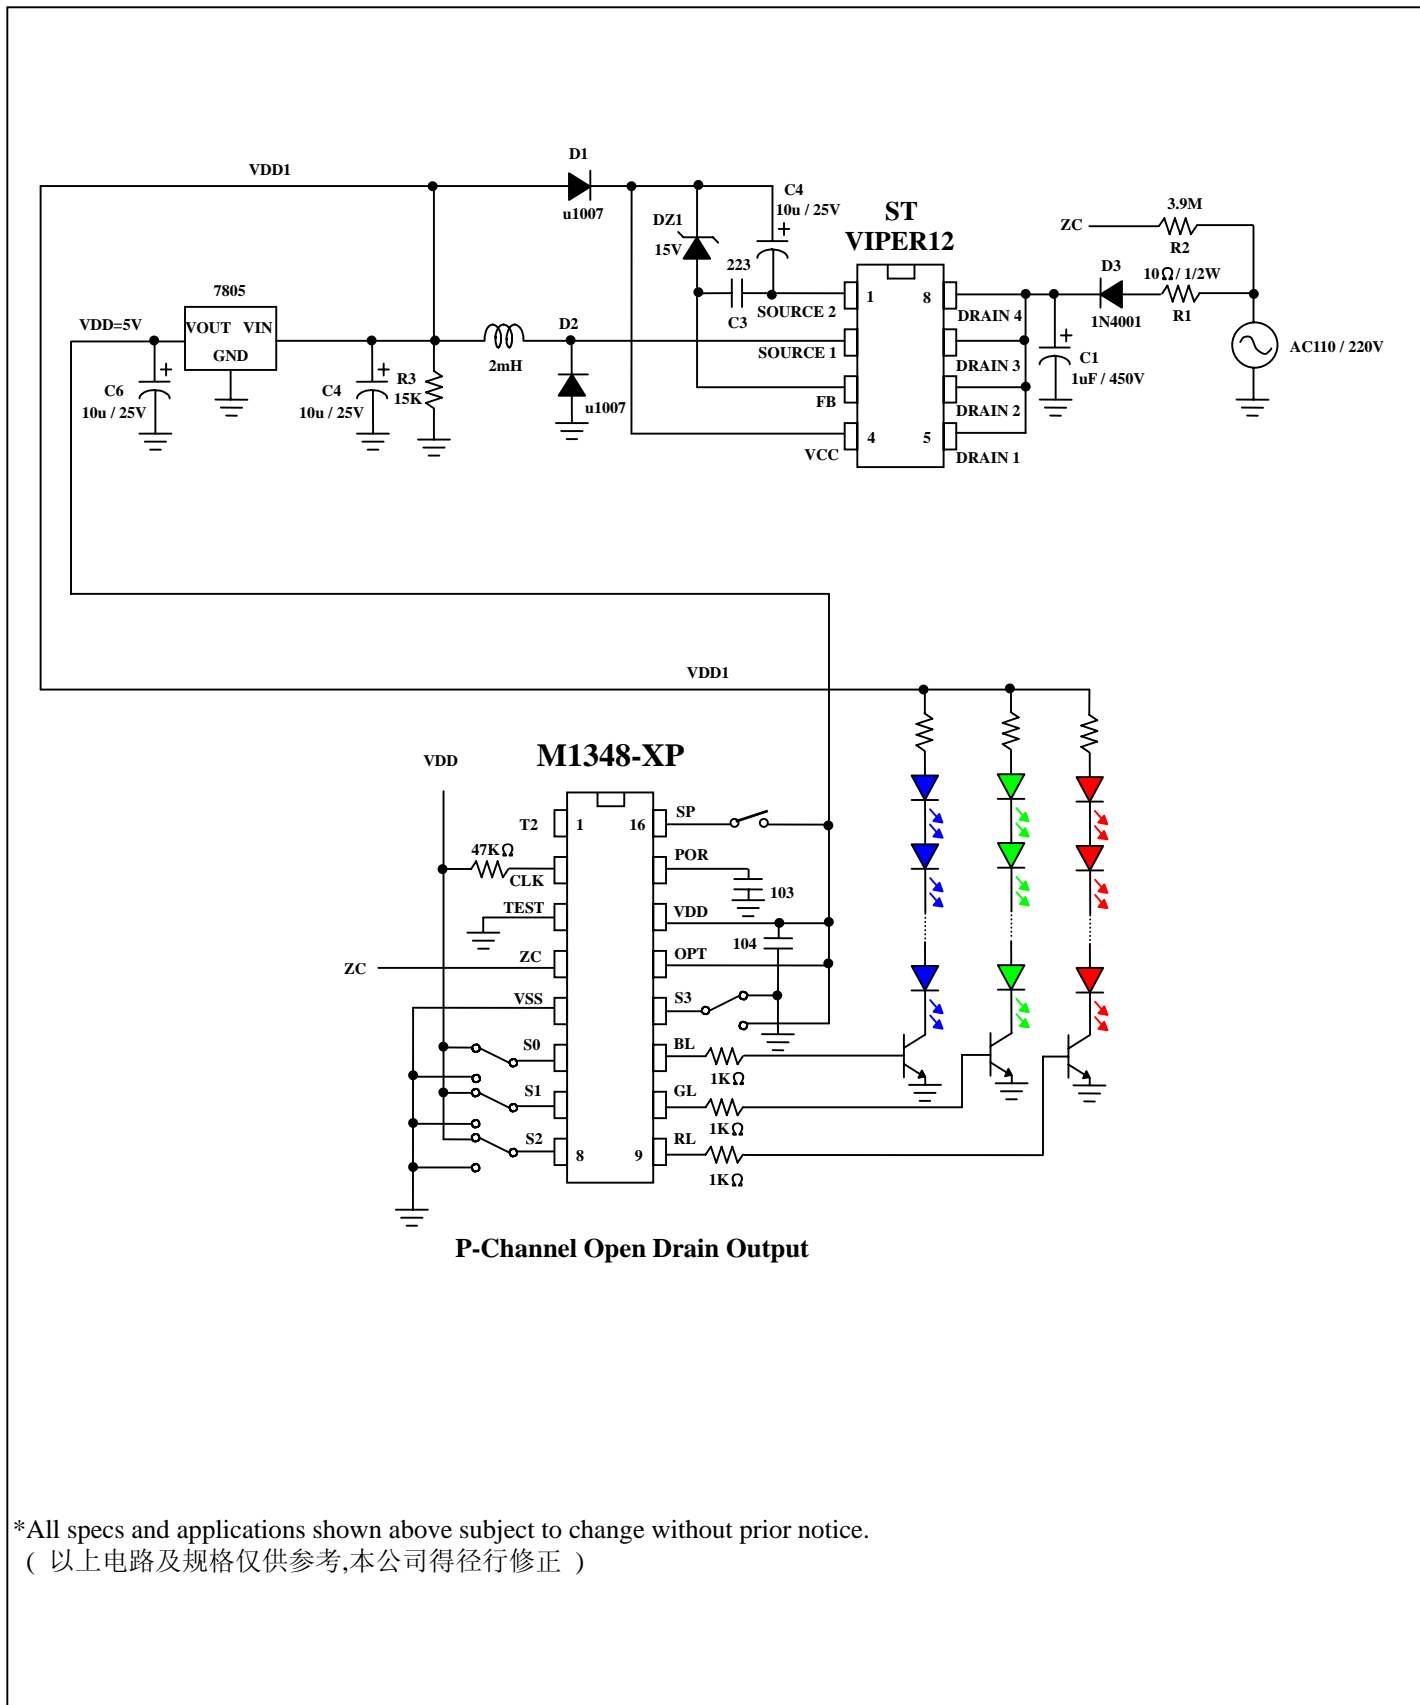 D1
VDD1
u1007
DZ1
15V
C4
10u / 25V
223
C3
ST
VIPER12
3.9M
ZC
R2
D3
10Ω / 1/2W
1N4001
R1
1
8
SOURCE 2
DRAIN 4
SOURCE 1
DRAIN 3
FB
DRAIN 2
4
5
VCC
DRAIN 1
C1
1uF / 450V
AC110 / 220V
7805
VDD=5V
VOUT VIN
GND
C6
10u / 25V
C4
10u / 25V
R3
15K
2mH
D2
u1007
VDD1
VDD
M1348-XP
T2
1
16
SP
47KΩ
CLK
POR
103
TEST
VDD
104
ZC
ZC
OPT
VSS
S3
S0
BL
1KΩ
S1
GL
1KΩ
S2
8
9
RL
1KΩ
P-Channel Open Drain Output
*All specs and applications shown above subject to change without prior notice.
( 以上电路及规格仅供参考,本公司得径行修正 )